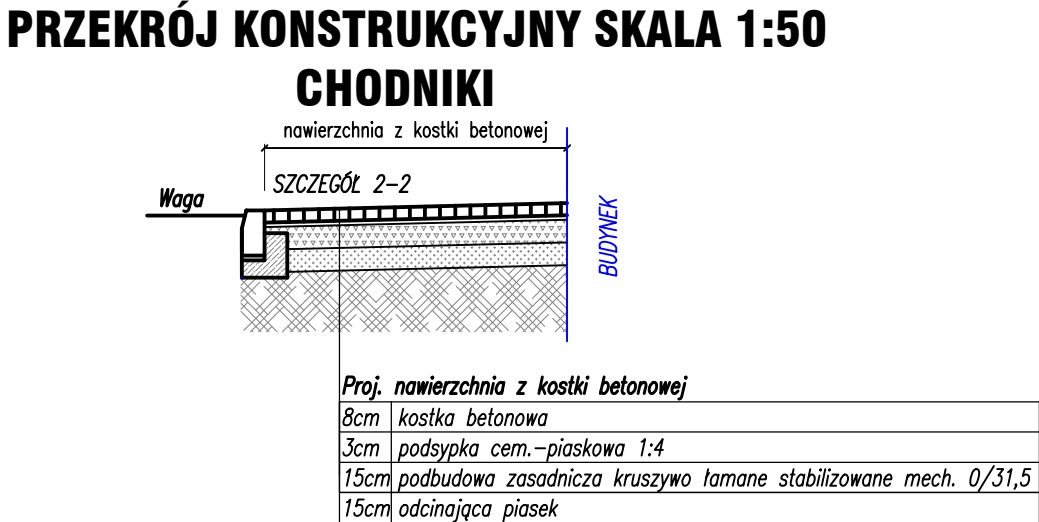 PRZEKRÓJ KONSTRUKCYJNY SKALA 1:50
CHODNIKI
nawierzchnia z kostki betonowej
SZCZEGÓŁ 2-2
Waga
BUDYNEK
Proj. nawierzchnia z kostki betonowej
8cm kostka betonowa
3cm podsypka cem.-piaskowa 1:4
15cm podbudowa zasadnicza kruszywo łamane stabilizowane mech. 0/31,5
15cm odcinająca piasek